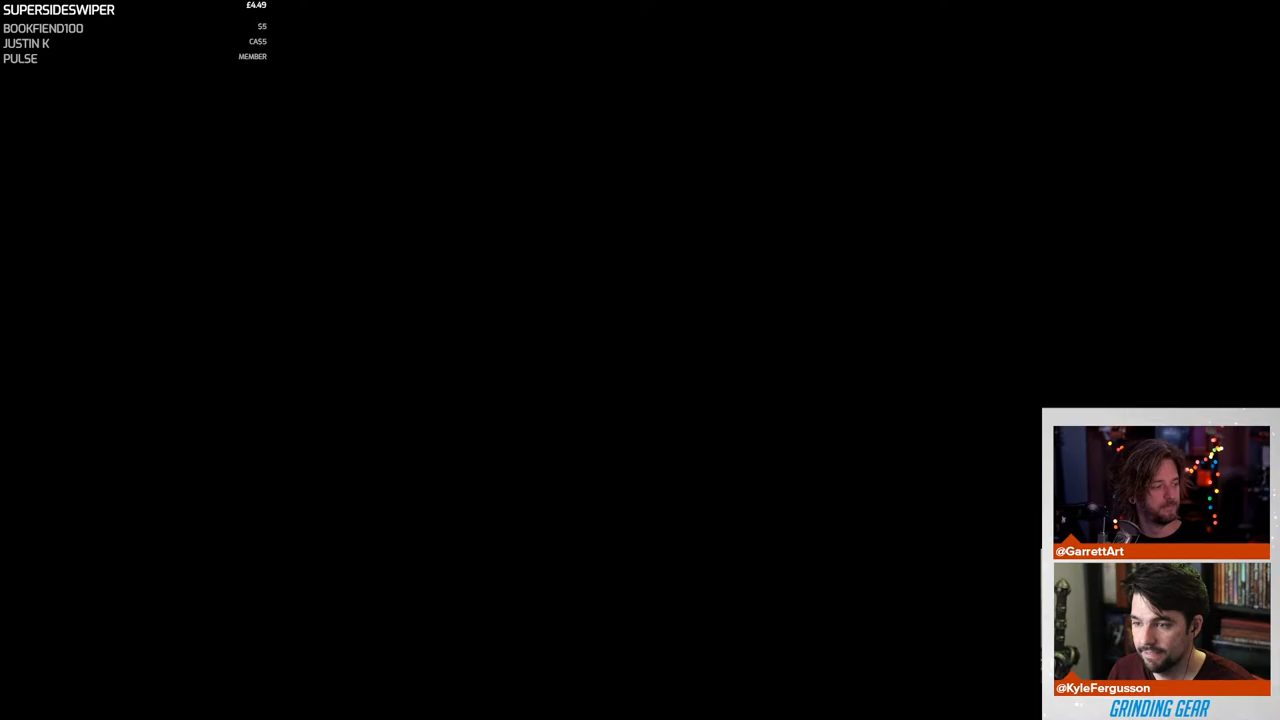 SUPERSIDESWIPER £4.49
BOOKFIEND100 $5
JUSTIN K CA$5
PULSE MEMBER
@GarrettArt
@KyleFergusson
GRINDING GEAR